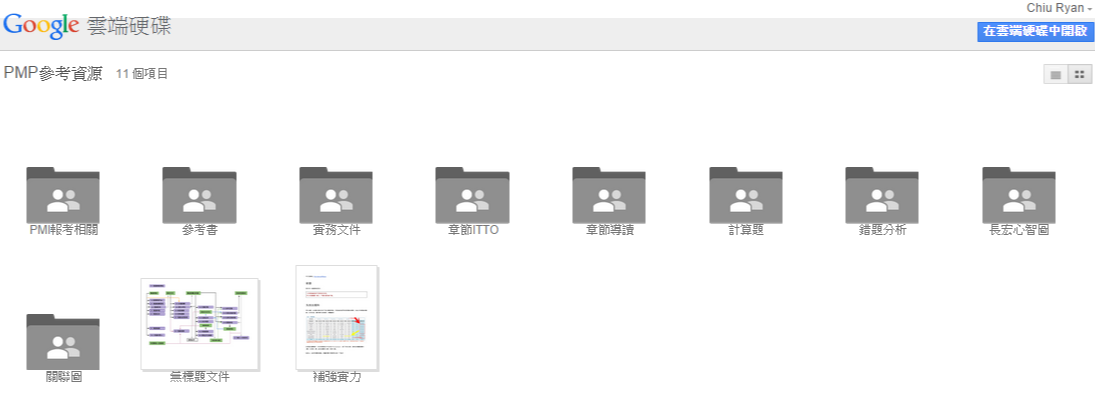 Chiu Ryan
Google 雲端硬碟
在雲端硬碟中開啟
PMP參考資源 11 個項目
PMI報考相關 參考書 實務文件 章節ITTO 章節導讀 計算題 錯題分析 長宏心智圖
關聯圖 無標題文件 補強實力